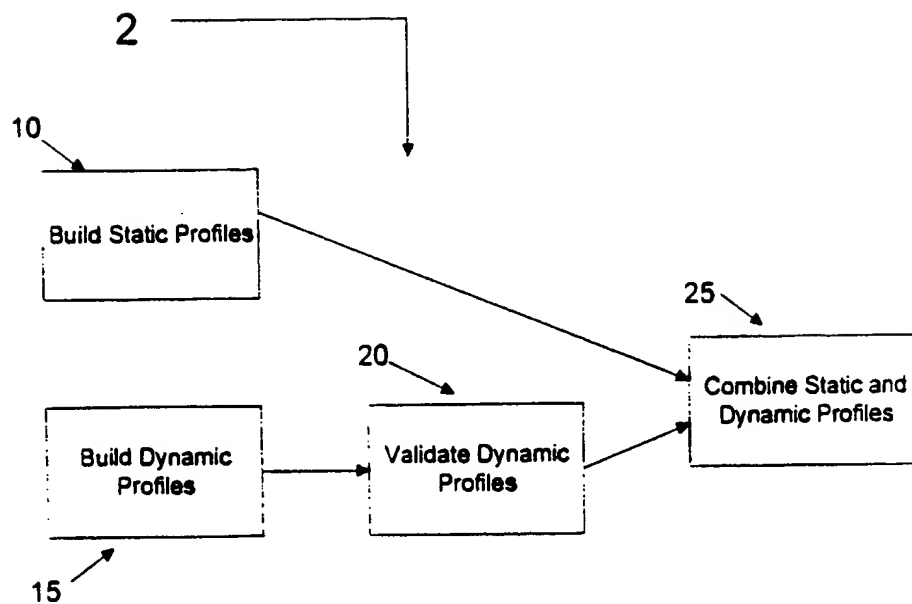 2
10
Build Static Profiles
25
20
Combine Static and
Dynamic Profiles
Build Dynamic
Profiles
Validate Dynamic
Profiles
15